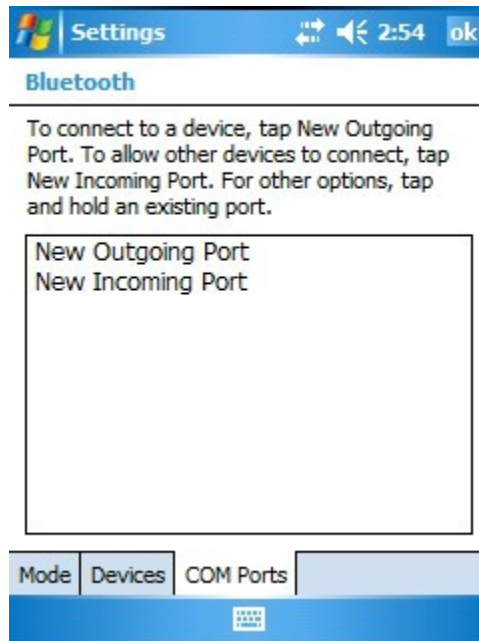 Settings 2:54 ok
Bluetooth
To connect to a device, tap New Outgoing
Port. To allow other devices to connect, tap
New Incoming Port. For other options, tap
and hold an existing port.
New Outgoing Port
New Incoming Port
Mode Devices COM Ports